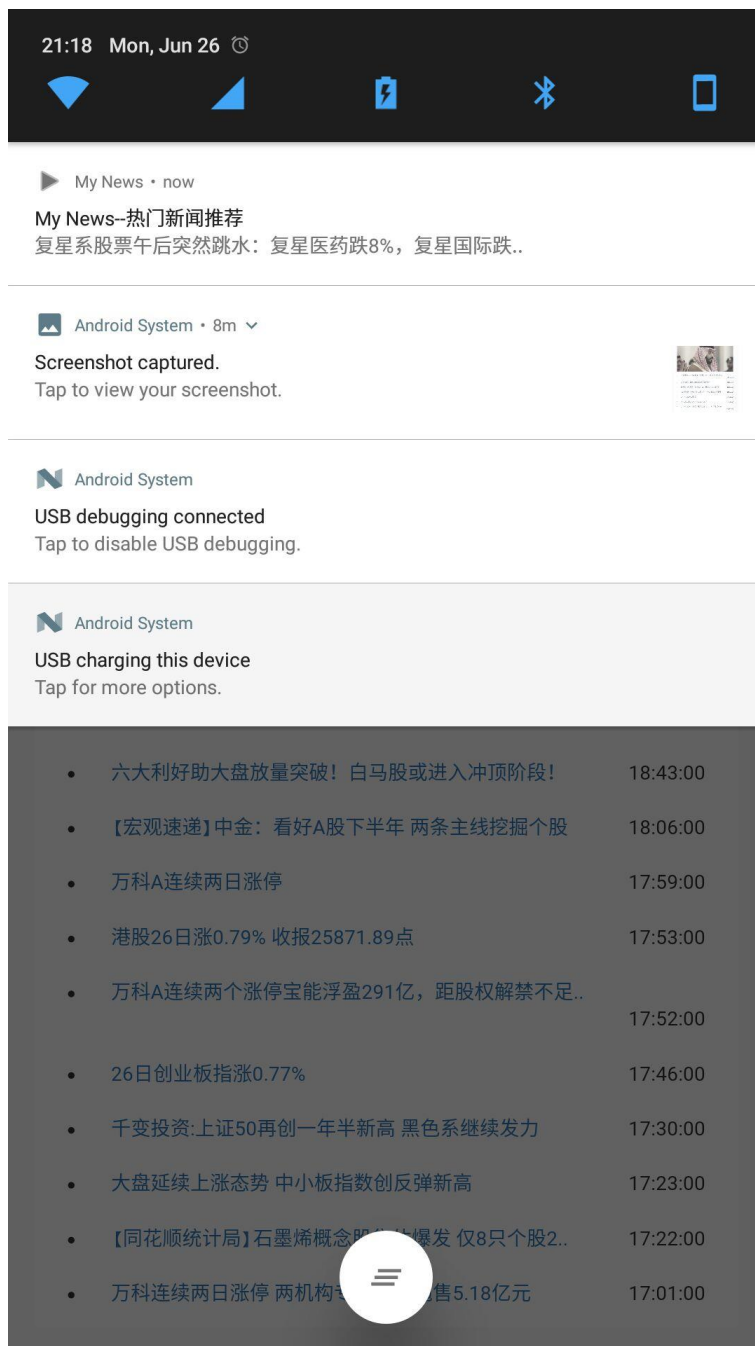 21:18 Mon, Jun 26
My News • now
My News--热门新闻推荐
复星系股票午后突然跳水：复星医药跌8%，复星国际跌..
Android System • 8m
Screenshot captured.
Tap to view your screenshot.
Android System
USB debugging connected
Tap to disable USB debugging.
Android System
USB charging this device
Tap for more options.
• 六大利好助大盘放量突破！白马股或进入冲顶阶段！ 18:43:00
• 【宏观速递】中金：看好A股下半年 两条主线挖掘个股 18:06:00
• 万科A连续两日涨停 17:59:00
• 港股26日涨0.79% 收报25871.89点 17:53:00
• 万科A连续两个涨停宝能浮盈291亿，距股权解禁不足..
17:52:00
• 26日创业板指涨0.77% 17:46:00
• 千变投资:上证50再创一年半新高 黑色系继续发力 17:30:00
• 大盘延续上涨态势 中小板指数创反弹新高 17:23:00
• 【同花顺统计局】石墨烯概念 爆发 仅8只个股2.. 17:22:00
• 万科连续两日涨停 两机构 售5.18亿元 17:01:00